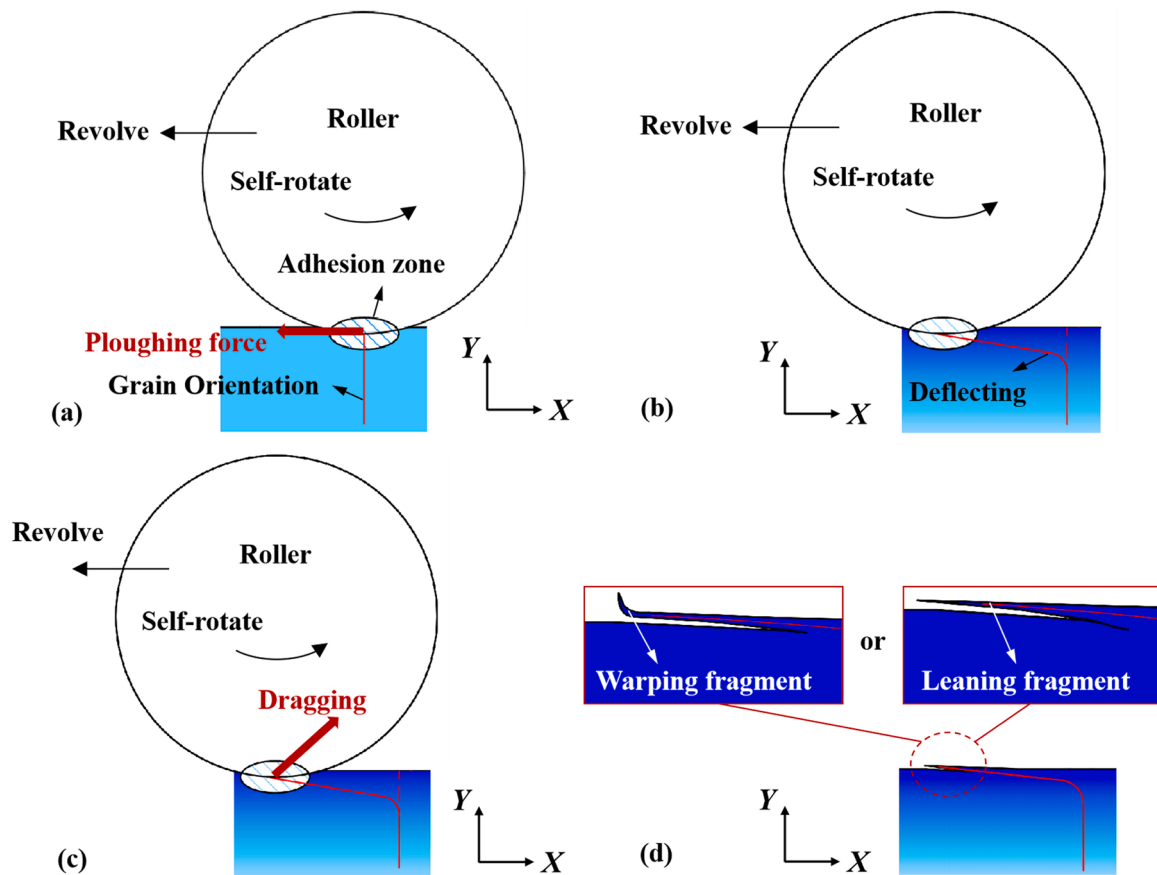 Revolve
Roller
Self-rotate
Adhesion zone
Ploughing force
Grain Orientation
Y
X
(a)
Revolve
Roller
Self-rotate
Deflecting
Y
X
(b)
Revolve
Roller
Self-rotate
Dragging
Y
X
(c)
Warping fragment
or
Leaning fragment
Y
X
(d)